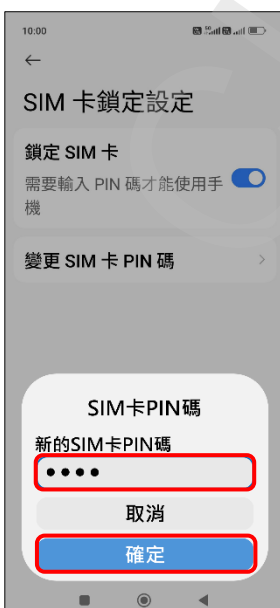 10:00
SIM 卡鎖定設定
鎖定 SIM 卡
需要輸入 PIN 碼才能使用手
機
變更 SIM 卡 PIN 碼
SIM卡PIN碼
新的SIM卡PIN碼
••••
取消
確定